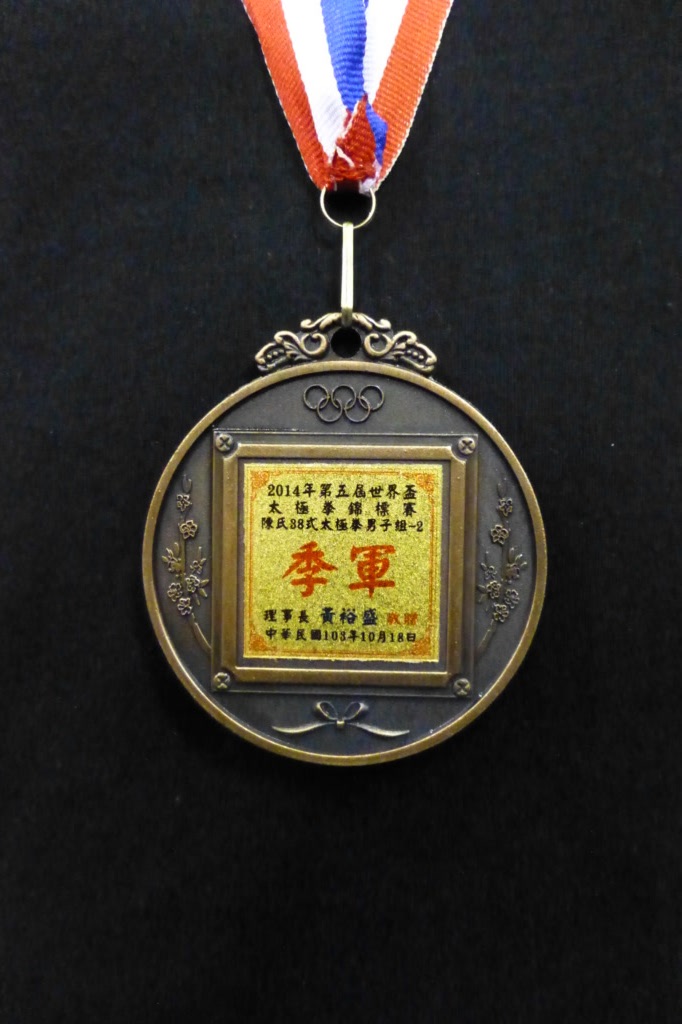 2014年第五屆世界盃
太極拳錦標賽
陳氏38式太極拳男子組-2
季軍
理事長 黃裕盛 敬贈
中華民國103年10月18日